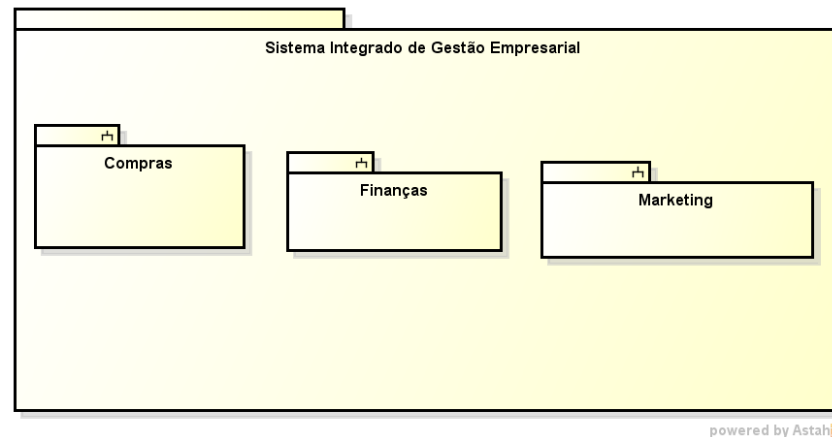 Sistema Integrado de Gestão Empresarial
Compras
Finanças
Marketing
powered by Astah